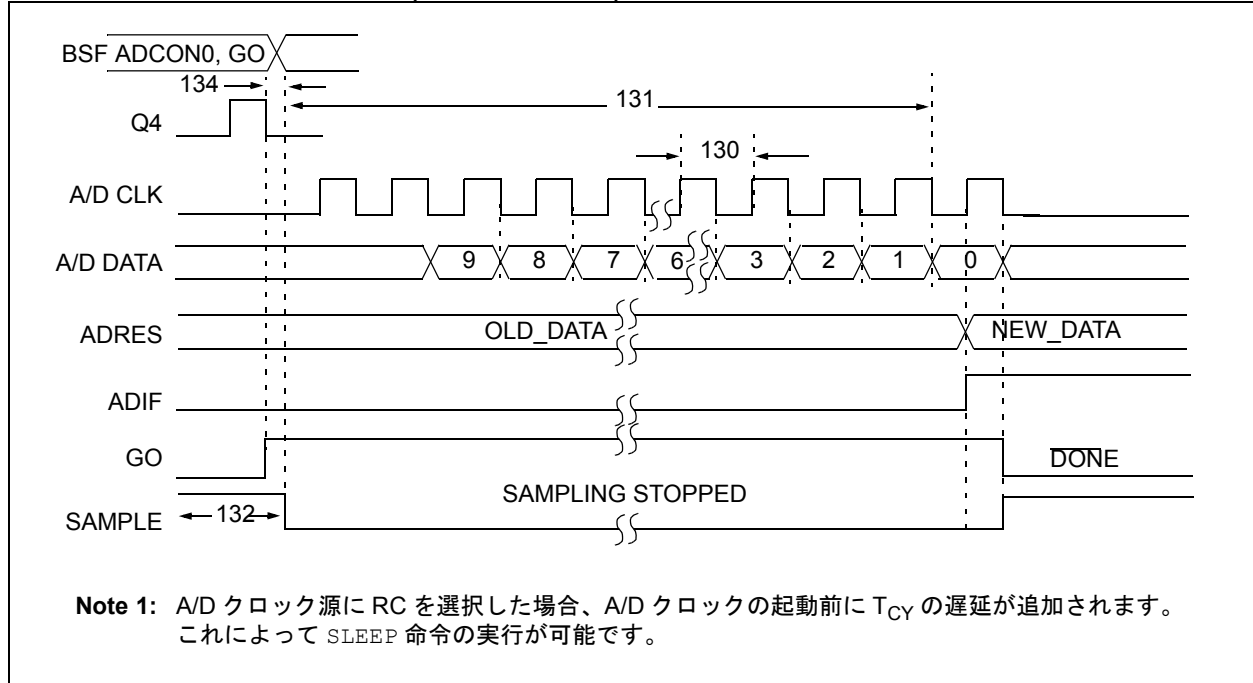 BSF ADCON0, GO
134
131
Q4
130
A/D CLK
A/D DATA 9 8 7 6 3 2 1 0
ADRES OLD_DATA NEW_DATA
ADIF
GO DONE
SAMPLING STOPPED
SAMPLE 132
Note 1: A/D クロック源に RC を選択した場合、A/D クロックの起動前に TCY の遅延が追加されます。
これによって SLEEP 命令の実行が可能です。